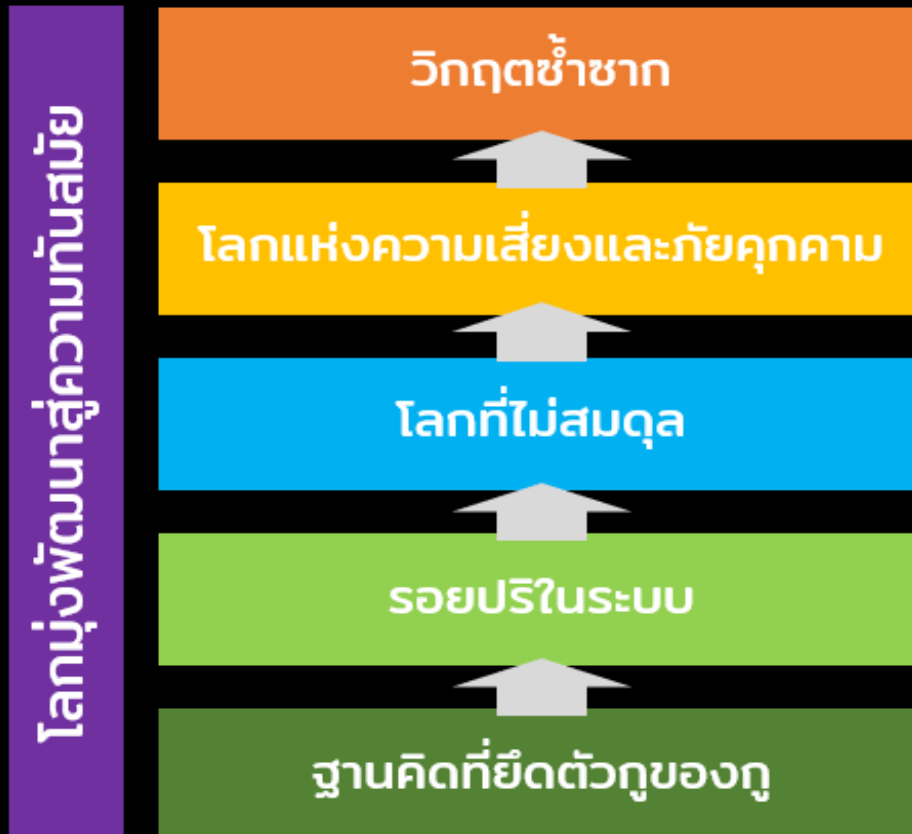 โลกมุ่งพัฒนาสู่ความทันสมัย
วิกฤตซ้ำซาก
โลกแห่งความเสี่ยงและภัยคุกคาม
โลกที่ไม่สมดุล
รอยปริในระบบ
ฐานคิดที่ยึดตัวกูของกู